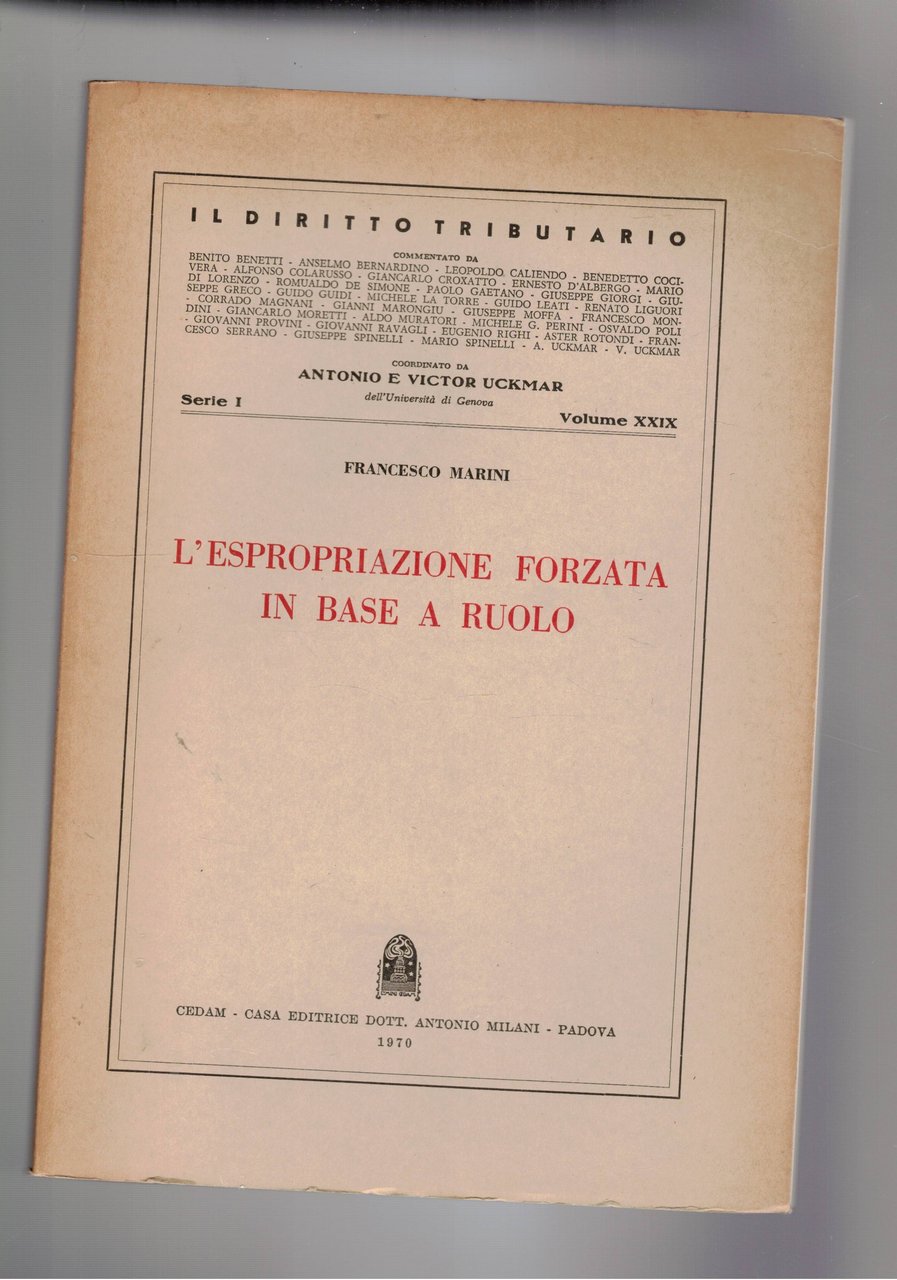 IL DIRITTO TRIBUTARIO
COMMENTATO DA
BENITO BENETTI - ANSELMO BERNARDINO - LEOPOLDO CALIENDO - BENEDETTO COCI-
VERA - ALFONSO COLARUSSO - GIANCARLO CROXATTO - ERNESTO D'ALBERGO - MARIO
DI LORENZO - ROMUALDO DE SIMONE - PAOLO GAETANO - GIUSEPPE GIORGI - GIU-
SEPPE GRECO - GUIDO GUIDI - MICHELE LA TORRE - GUIDO LEATI - RENATO LIGUORI
- CORRADO MAGNANI - GIANNI MARONGIU - GIUSEPPE MOFFA - FRANCESCO MON-
DINI - GIANCARLO MORETTI - ALDO MURATORI - MICHELE G. PERINI - OSVALDO POLI
- GIOVANNI PROVINI - GIOVANNI RAVAGLI - EUGENIO RIGHI - ASTER ROTONDI - FRAN-
CESCO SERRANO - GIUSEPPE SPINELLI - MARIO SPINELLI - A. UCKMAR - V. UCKMAR
COORDINATO DA
ANTONIO E VICTOR UCKMAR
dell'Università di Genova
Serie I
Volume XXIX
FRANCESCO MARINI
L'ESPROPRIAZIONE FORZATA
IN BASE A RUOLO
CEDAM - CASA EDITRICE DOTT. ANTONIO MILANI - PADOVA
1970